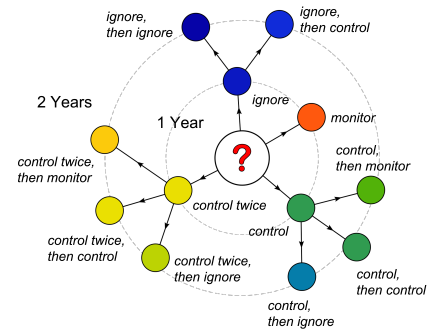 ignore,
then ignore
ignore,
then control
2 Years
1 Year
ignore
monitor
?
control,
then monitor
control twice,
then monitor
control twice
control
control twice,
then control
control twice,
then ignore
control,
then control
control,
then ignore